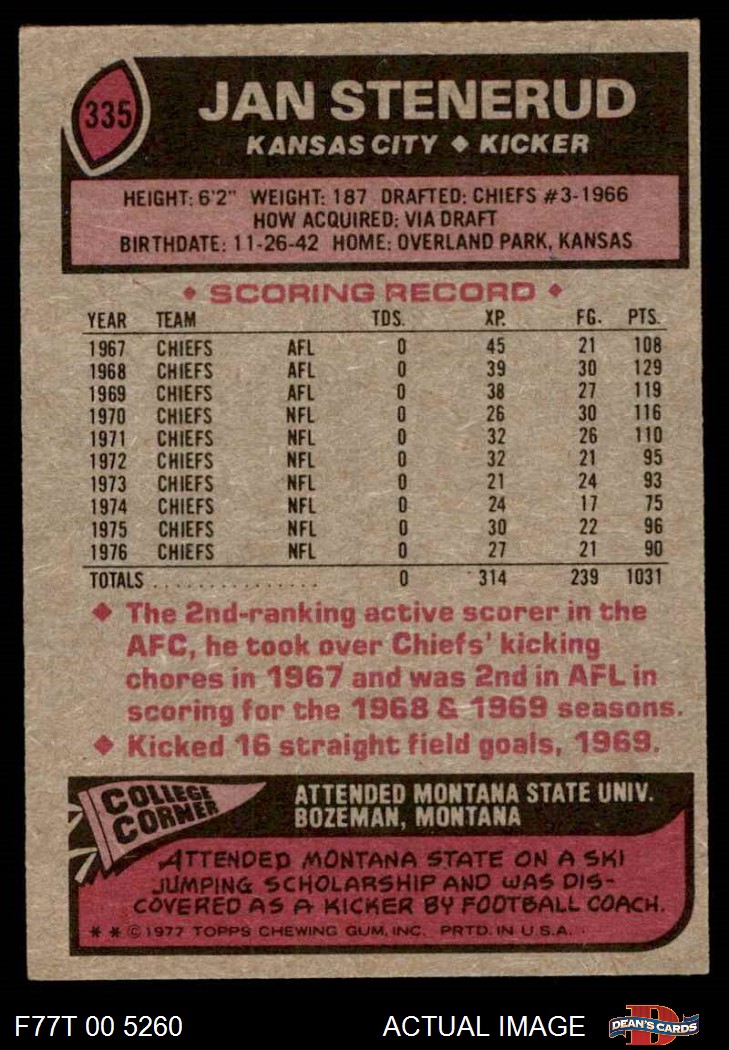 335
JAN STENERUD
KANSAS CITY ◆ KICKER
HEIGHT: 6'2" WEIGHT: 187 DRAFTED: CHIEFS #3-1966
HOW ACQUIRED: VIA DRAFT
BIRTHDATE: 11-26-42 HOME: OVERLAND PARK, KANSAS
◆ SCORING RECORD ◆
YEAR TEAM TDS. XP. FG. PTS.
1967 CHIEFS AFL 0 45 21 108
1968 CHIEFS AFL 0 39 30 129
1969 CHIEFS AFL 0 38 27 119
1970 CHIEFS NFL 0 26 30 116
1971 CHIEFS NFL 0 32 26 110
1972 CHIEFS NFL 0 32 21 95
1973 CHIEFS NFL 0 21 24 93
1974 CHIEFS NFL 0 24 17 75
1975 CHIEFS NFL 0 30 22 96
1976 CHIEFS NFL 0 27 21 90
TOTALS ................ 0 314 239 1031
◆ The 2nd-ranking active scorer in the
AFC, he took over Chiefs' kicking
chores in 1967 and was 2nd in AFL in
scoring for the 1968 & 1969 seasons.
◆ Kicked 16 straight field goals, 1969.
COLLEGE
CORNER
ATTENDED MONTANA STATE UNIV.
BOZEMAN, MONTANA
ATTENDED MONTANA STATE ON A SKI
JUMPING SCHOLARSHIP AND WAS DIS-
COVERED AS A KICKER BY FOOTBALL COACH.
* * © 1977 TOPPS CHEWING GUM, INC. PRTD. IN U.S.A.
F77T 00 5260 ACTUAL IMAGE
D
DEAN'S CARDS